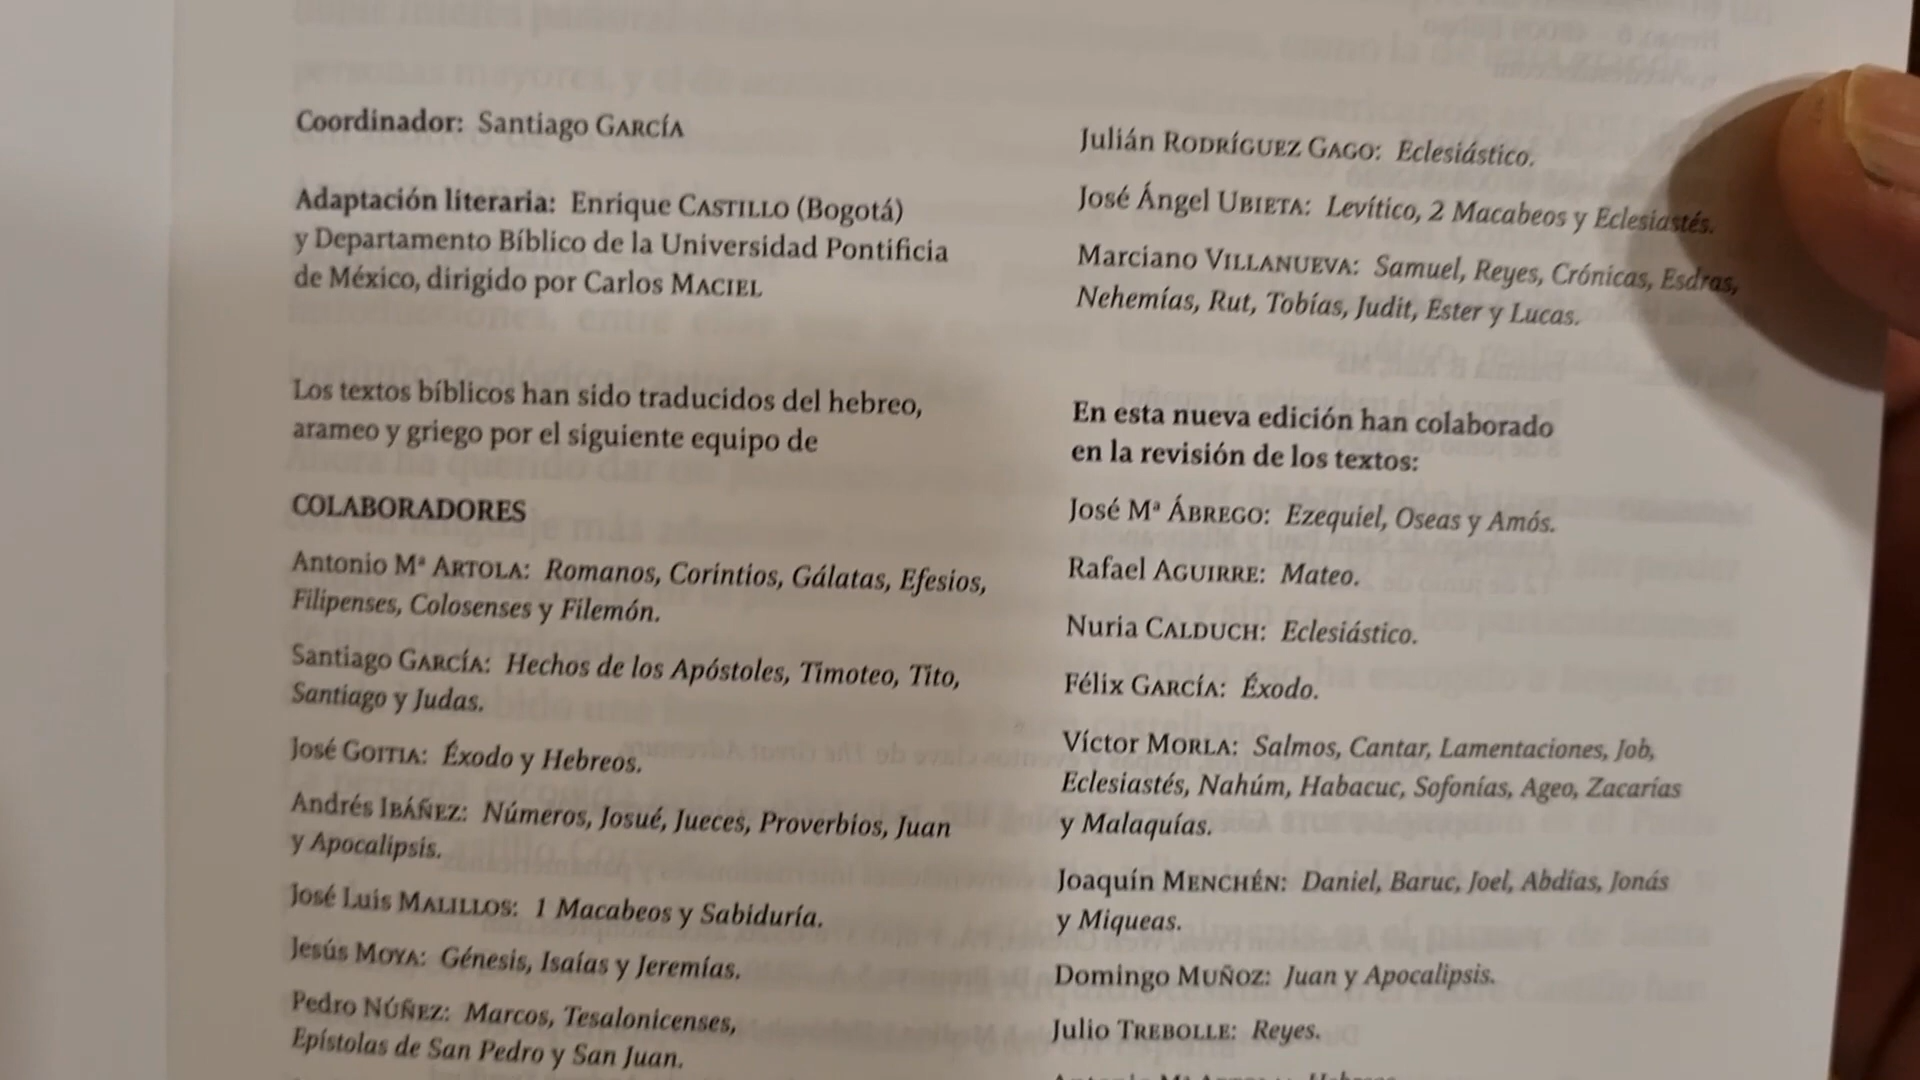 Coordinador: Santiago GARCÍA
Adaptación literaria: Enrique CASTILLO (Bogotá)
y Departamento Bíblico de la Universidad Pontificia
de México, dirigido por Carlos MACIEL
Los textos bíblicos han sido traducidos del hebreo,
arameo y griego por el siguiente equipo de
COLABORADORES
Antonio Mª ARTOLA: Romanos, Corintios, Gálatas, Efesios,
Filipenses, Colosenses y Filemón.
Santiago GARCÍA: Hechos de los Apóstoles, Timoteo, Tito,
Santiago y Judas.
José GOITIA: Éxodo y Hebreos.
Andrés IBÁÑEZ: Números, Josué, Jueces, Proverbios, Juan
y Apocalipsis.
José Luis MALILLOS: 1 Macabeos y Sabiduría.
Jesús MOYA: Génesis, Isaías y Jeremías.
Pedro NÚÑEZ: Marcos, Tesalonicenses,
Epístolas de San Pedro y San Juan.
Julián RODRÍGUEZ GAGO: Eclesiástico.
José Ángel UBIETA: Levítico, 2 Macabeos y Eclesiastés.
Marciano VILLANUEVA: Samuel, Reyes, Crónicas, Esdras,
Nehemías, Rut, Tobías, Judit, Ester y Lucas.
En esta nueva edición han colaborado
en la revisión de los textos:
José Mª ÁBREGO: Ezequiel, Oseas y Amós.
Rafael AGUIRRE: Mateo.
Nuria CALDUCH: Eclesiástico.
Félix GARCÍA: Éxodo.
Víctor MORLA: Salmos, Cantar, Lamentaciones, Job,
Eclesiastés, Nahúm, Habacuc, Sofonías, Ageo, Zacarías
y Malaquías.
Joaquín MENCHÉN: Daniel, Baruc, Joel, Abdías, Jonás
y Miqueas.
Domingo MUÑOZ: Juan y Apocalipsis.
Julio TREBOLLE: Reyes.